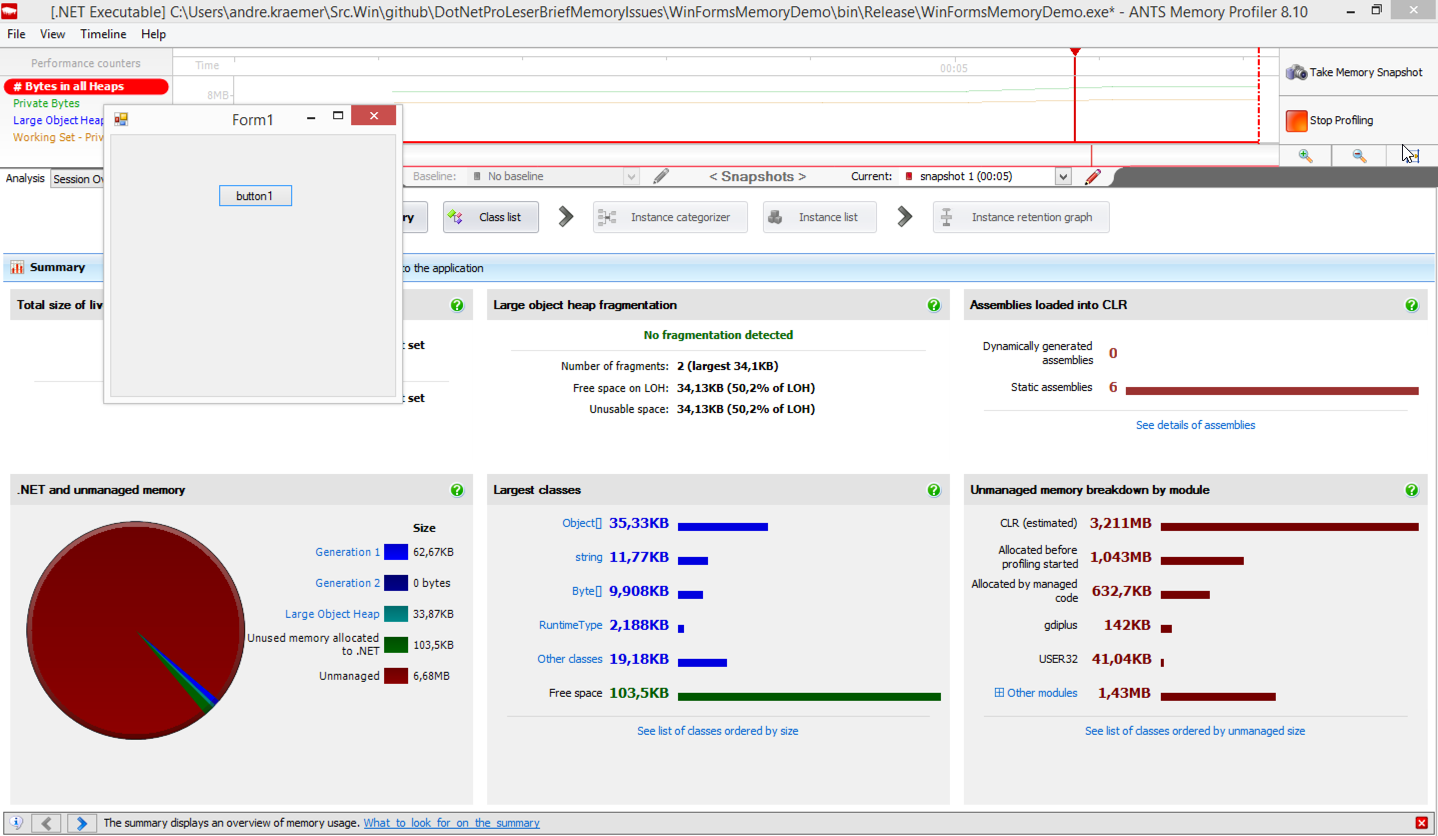 [.NET Executable] C:\Users\andre.kraemer\Src.Win\github\DotNetProLeserBriefMemoryIssues\WinFormsMemoryDemo\bin\Release\WinFormsMemoryDemo.exe* - ANTS Memory Profiler 8.10
File View Timeline Help
Performance counters
# Bytes in all Heaps
Private Bytes
Large Object Heap
Working Set - Priv
Time
00:05
8MB
Take Memory Snapshot
Stop Profiling
Form1
button1
Analysis
Session Ov
Baseline: No baseline
< Snapshots >
Current: snapshot 1 (00:05)
ry
Class list
Instance categorizer
Instance list
Instance retention graph
Summary
to the application
Total size of liv
t set
t set
Large object heap fragmentation
No fragmentation detected
Number of fragments: 2 (largest 34,1KB)
Free space on LOH: 34,13KB (50,2% of LOH)
Unusable space: 34,13KB (50,2% of LOH)
Assemblies loaded into CLR
Dynamically generated
assemblies 0
Static assemblies 6
See details of assemblies
.NET and unmanaged memory
Size
Generation 1 62,67KB
Generation 2 0 bytes
Large Object Heap 33,87KB
Unused memory allocated
to .NET 103,5KB
Unmanaged 6,68MB
Largest classes
Object[] 35,33KB
string 11,77KB
Byte[] 9,908KB
RuntimeType 2,188KB
Other classes 19,18KB
Free space 103,5KB
See list of classes ordered by size
Unmanaged memory breakdown by module
CLR (estimated) 3,211MB
Allocated before
profiling started 1,043MB
Allocated by managed
code 632,7KB
gdiplus 142KB
USER32 41,04KB
Other modules 1,43MB
See list of classes ordered by unmanaged size
The summary displays an overview of memory usage. What to look for on the summary